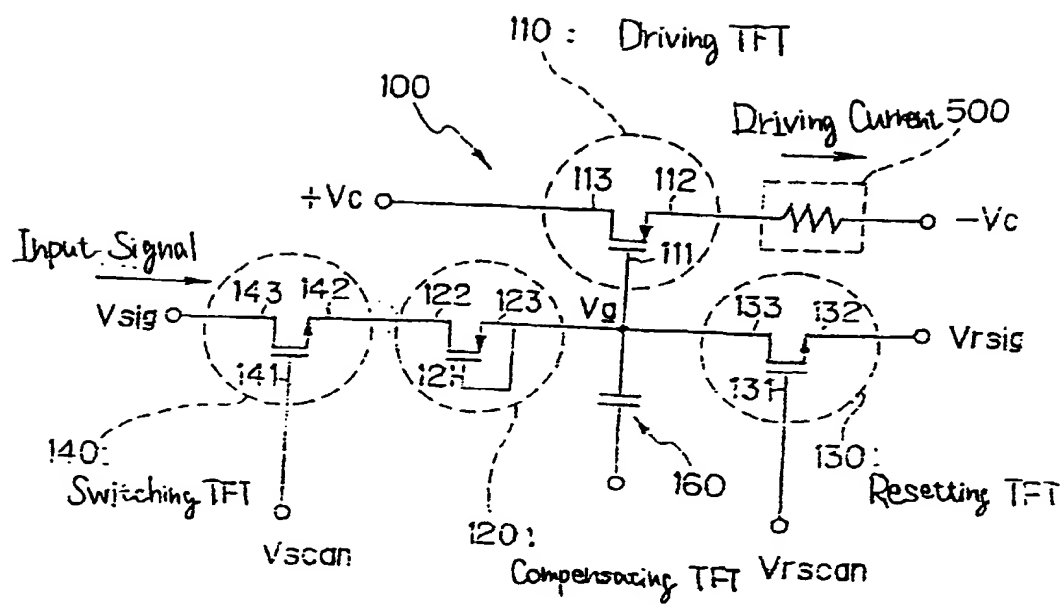 110 : Driving TFT
100
Driving Current 500
113 112
+Vc
-Vc
111
Input Signal
143 142 122 123 Vg 133 132
Vsig
Vrsig
141 121 131
160
140:
Switching TFT
130:
Resetting TFT
120:
Compensating TFT
Vscan
Vrscan